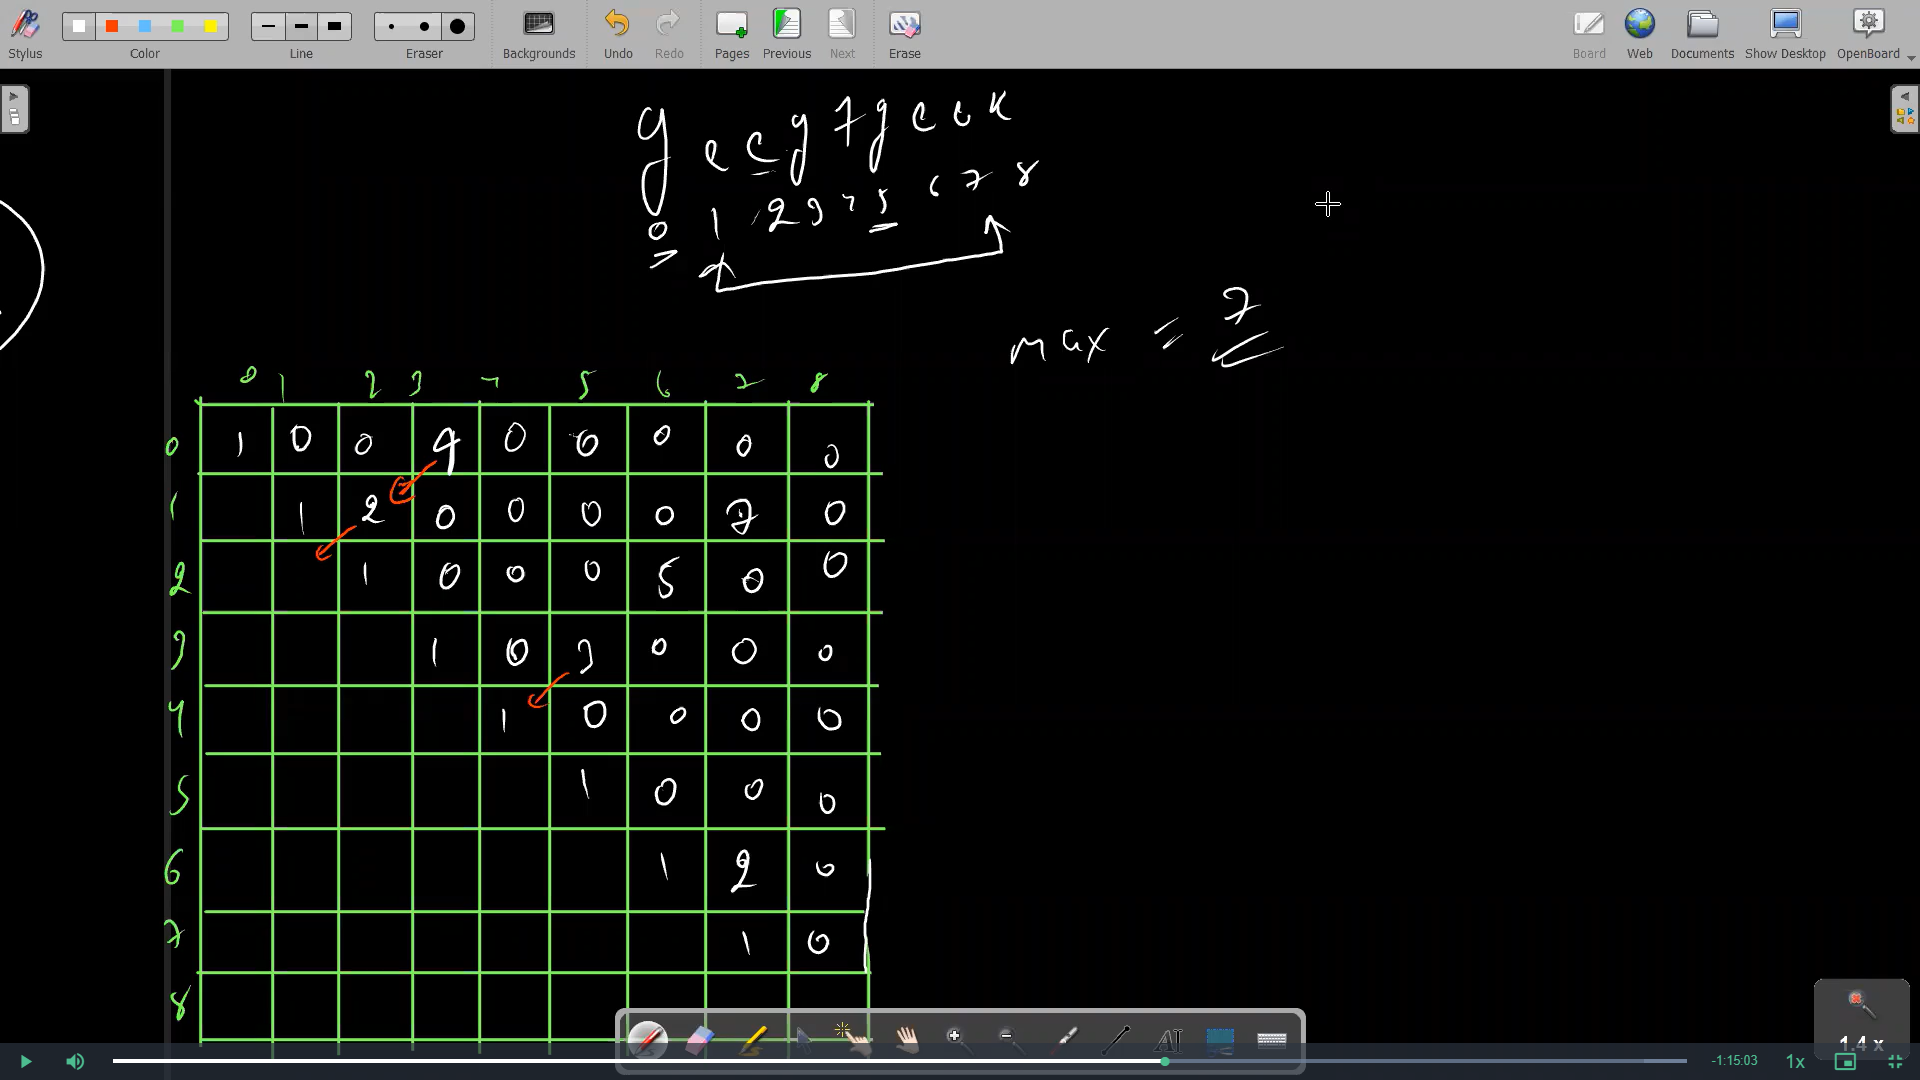 Stylus Color Line Eraser Backgrounds Undo Redo Pages Previous Next Erase Board Web Documents Show Desktop OpenBoard
g e e g 7 g e e k
0 1 2 3 4 5 6 7 8
max = 7
0 1 2 3 4 5 6 7 8
0 1 0 0 4 0 0 0 0 0
1 1 2 0 0 0 0 7 0
2 1 0 0 0 5 0 0
3 1 0 3 0 0 0
4 1 0 0 0 0
5 1 0 0 0
6 1 2 0
7 1 0
8
1.4 x
-1:15:03 1x